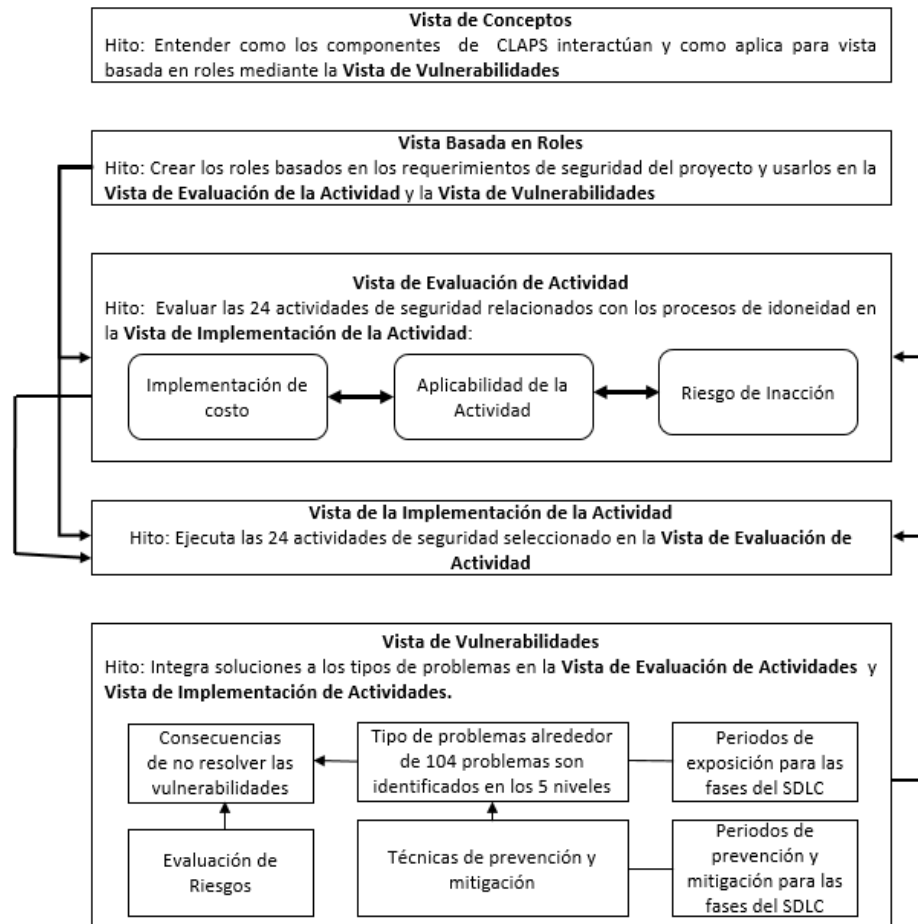 Vista de Conceptos
Hito: Entender como los componentes de CLAPS interactúan y como aplica para vista
basada en roles mediante la Vista de Vulnerabilidades
Vista Basada en Roles
Hito: Crear los roles basados en los requerimientos de seguridad del proyecto y usarlos en la
Vista de Evaluación de la Actividad y la Vista de Vulnerabilidades
Vista de Evaluación de Actividad
Hito: Evaluar las 24 actividades de seguridad relacionados con los procesos de idoneidad en
la Vista de Implementación de la Actividad:
Implementación de
costo
Aplicabilidad de la
Actividad
Riesgo de Inacción
Vista de la Implementación de la Actividad
Hito: Ejecuta las 24 actividades de seguridad seleccionado en la Vista de Evaluación de
Actividad
Vista de Vulnerabilidades
Hito: Integra soluciones a los tipos de problemas en la Vista de Evaluación de Actividades y
Vista de Implementación de Actividades.
Consecuencias
de no resolver las
vulnerabilidades
Tipo de problemas alrededor
de 104 problemas son
identificados en los 5 niveles
Periodos de
exposición para las
fases del SDLC
Evaluación de
Riesgos
Técnicas de prevención y
mitigación
Periodos de
prevención y
mitigación para las
fases del SDLC